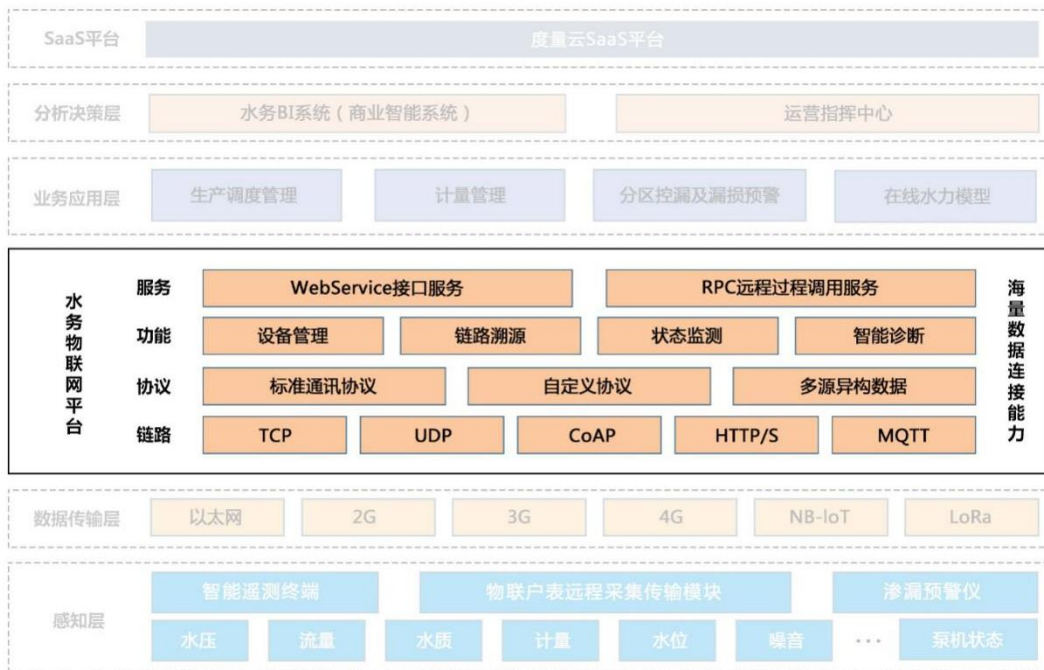 SaaS平台 度量云SaaS平台
分析决策层 水务BI系统（商业智能系统） 运营指挥中心
业务应用层 生产调度管理 计量管理 分区控漏及漏损预警 在线水力模型
水务物联网平台
服务 WebService接口服务 RPC远程过程调用服务
功能 设备管理 链路溯源 状态监测 智能诊断
协议 标准通讯协议 自定义协议 多源异构数据
链路 TCP UDP CoAP HTTP/S MQTT
海量数据连接能力
数据传输层 以太网 2G 3G 4G NB-IoT LoRa
感知层
智能遥测终端 物联户表远程采集传输模块 渗漏预警仪
水压 流量 水质 计量 水位 噪音 ··· 泵机状态